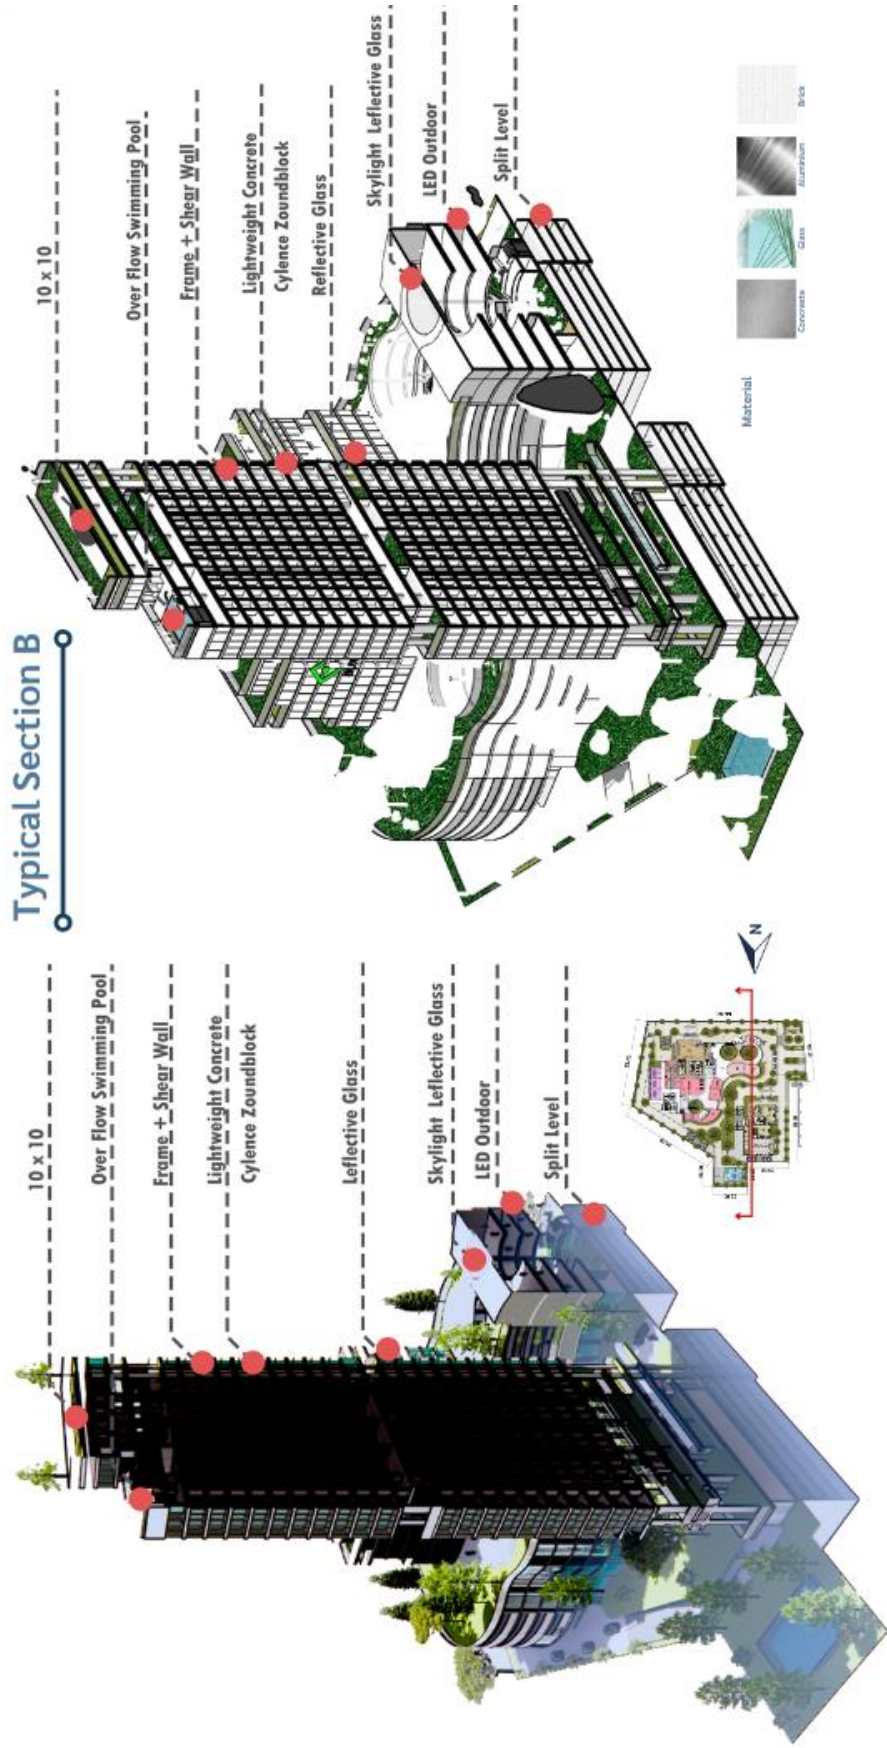 Typical Section B
10 x 10
Over Flow Swimming Pool
Frame + Shear Wall
Lightweight Concrete
Cylence Zoundblock
Leflective Glass
Skylight Leflective Glass
LED Outdoor
Split Level
N
10 x 10
Over Flow Swimming Pool
Frame + Shear Wall
Lightweight Concrete
Cylence Zoundblock
Reflective Glass
Skylight Leflective Glass
LED Outdoor
Split Level
Material
Glass
Aluminium
Brick